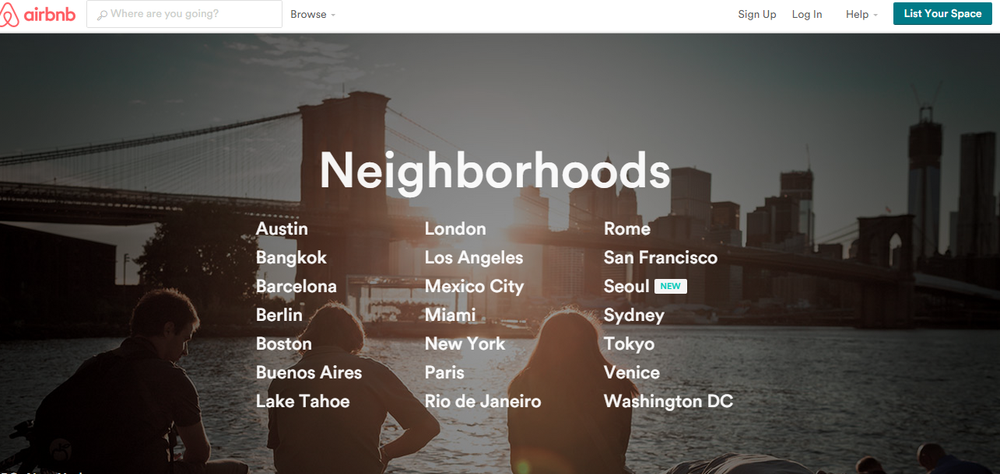 airbnb
Where are you going?
Browse
Sign Up
Log In
Help
List Your Space
Neighborhoods
Austin
Bangkok
Barcelona
Berlin
Boston
Buenos Aires
Lake Tahoe
London
Los Angeles
Mexico City
Miami
New York
Paris
Rio de Janeiro
Rome
San Francisco
Seoul NEW
Sydney
Tokyo
Venice
Washington DC